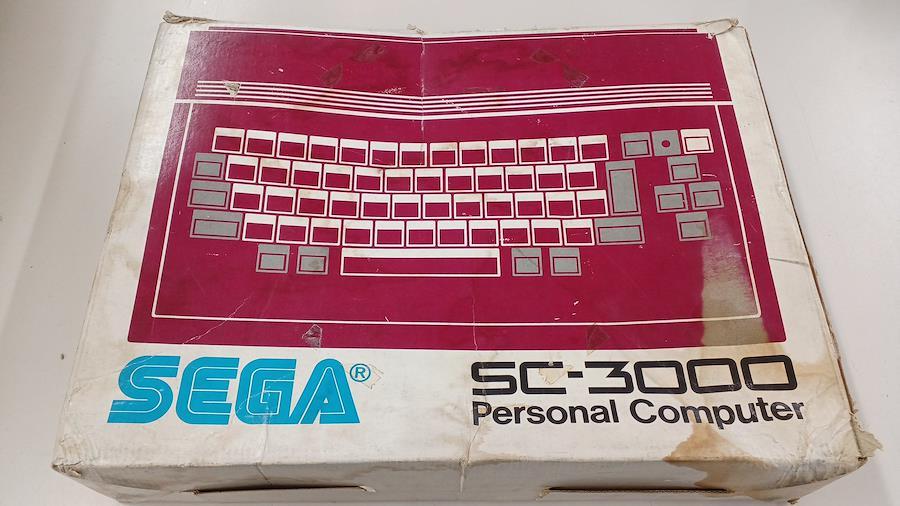 SEGA®
SC-3000
Personal Computer